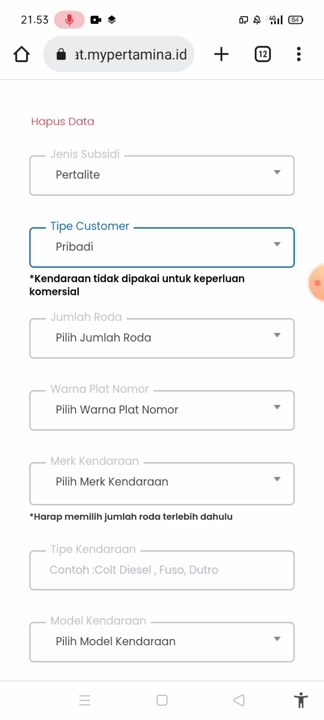 21.53
54
at.mypertamina.id
12
Hapus Data
Jenis Subsidi
Pertalite
Tipe Customer
Pribadi
*Kendaraan tidak dipakai untuk keperluan
komersial
Jumlah Roda
Pilih Jumlah Roda
Warna Plat Nomor
Pilih Warna Plat Nomor
Merk Kendaraan
Pilih Merk Kendaraan
*Harap memilih jumlah roda terlebih dahulu
Tipe Kendaraan
Contoh :Colt Diesel , Fuso, Dutro
Model Kendaraan
Pilih Model Kendaraan